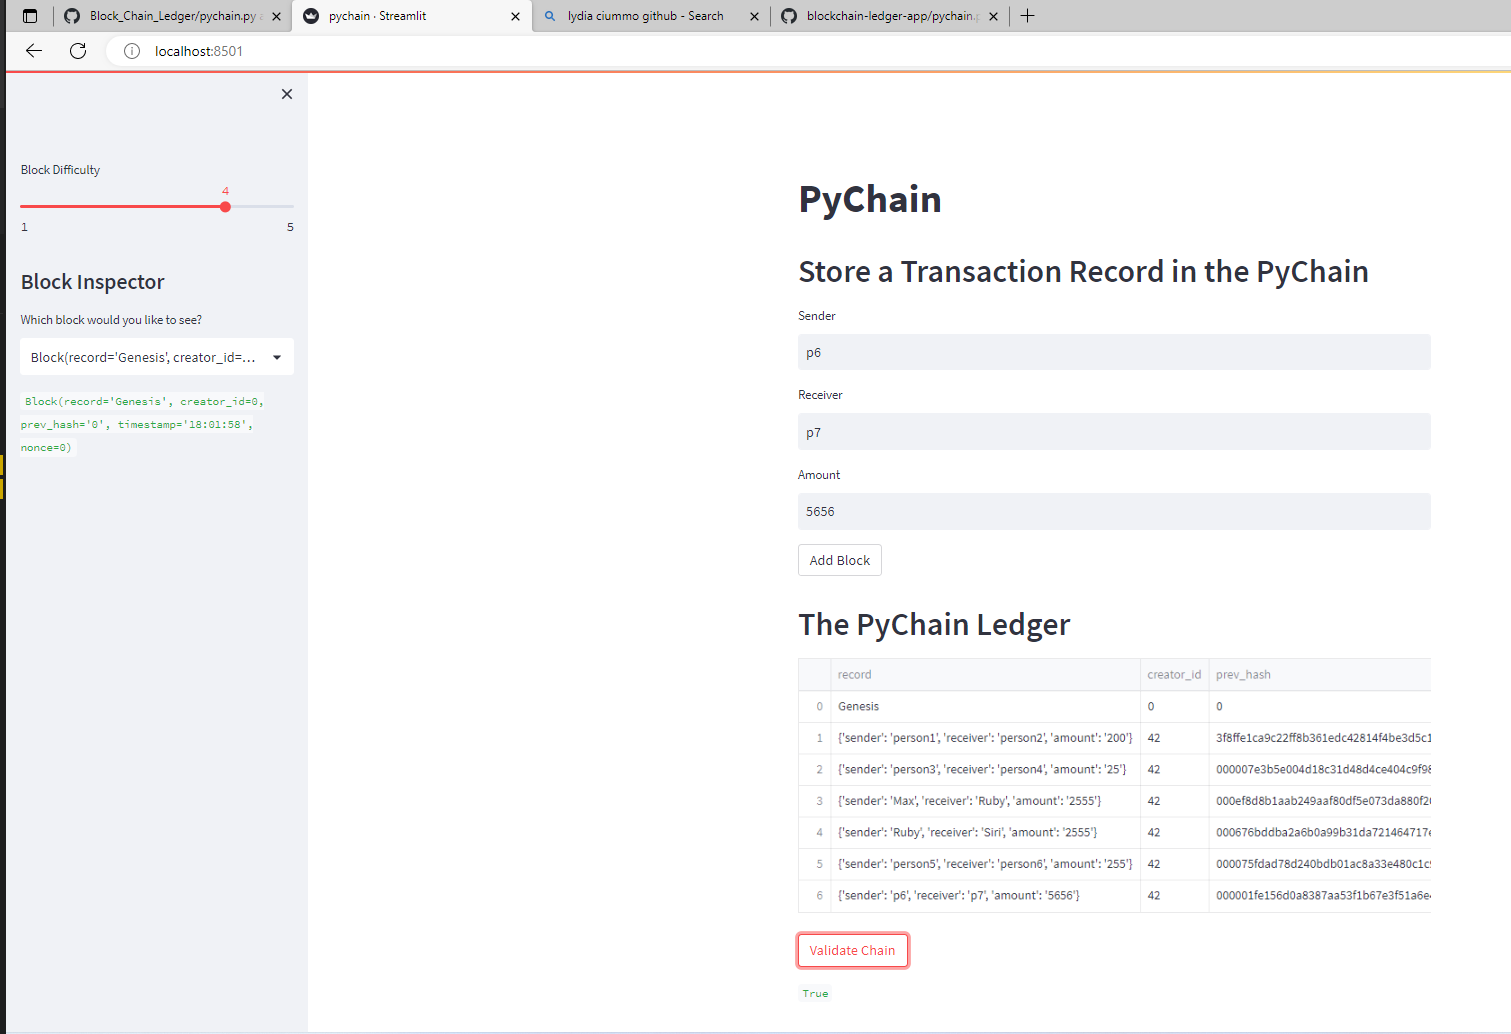 Block_Chain_Ledger/pychain.py a
pychain · Streamlit
lydia ciummo github - Search
blockchain-ledger-app/pychain.p
localhost:8501
Block Difficulty
4
1
5
Block Inspector
Which block would you like to see?
Block(record='Genesis', creator_id=...
Block(record='Genesis', creator_id=0,
prev_hash='0', timestamp='18:01:58',
nonce=0)
PyChain
Store a Transaction Record in the PyChain
Sender
p6
Receiver
p7
Amount
5656
Add Block
The PyChain Ledger
record creator_id prev_hash
0 Genesis 0 0
1 {'sender': 'person1', 'receiver': 'person2', 'amount': '200'} 42 3f8ffe1ca9c22ff8b361edc42814f4be3d5c1
2 {'sender': 'person3', 'receiver': 'person4', 'amount': '25'} 42 000007e3b5e004d18c31d48d4ce404c9f98
3 {'sender': 'Max', 'receiver': 'Ruby', 'amount': '2555'} 42 000ef8d8b1aab249aaf80df5e073da880f20
4 {'sender': 'Ruby', 'receiver': 'Siri', 'amount': '2555'} 42 000676bddba2a6b0a99b31da721464717e
5 {'sender': 'person5', 'receiver': 'person6', 'amount': '255'} 42 000075fdad78d240bdb01ac8a33e480c1c9
6 {'sender': 'p6', 'receiver': 'p7', 'amount': '5656'} 42 000001fe156d0a8387aa53f1b67e3f51a6e4
Validate Chain
True